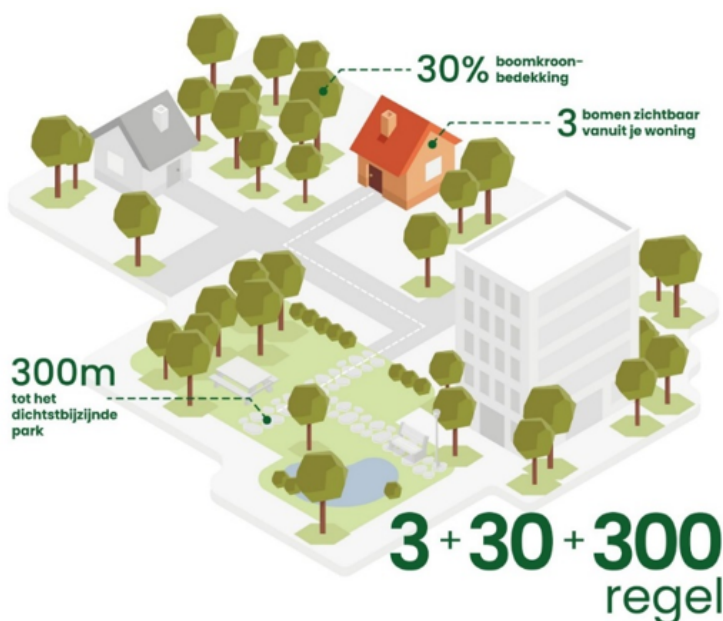 30% boomkroon-
bedekking
3 bomen zichtbaar
vanuit je woning
300m
tot het
dichtstbijzijnde
park
3 + 30 + 300
regel